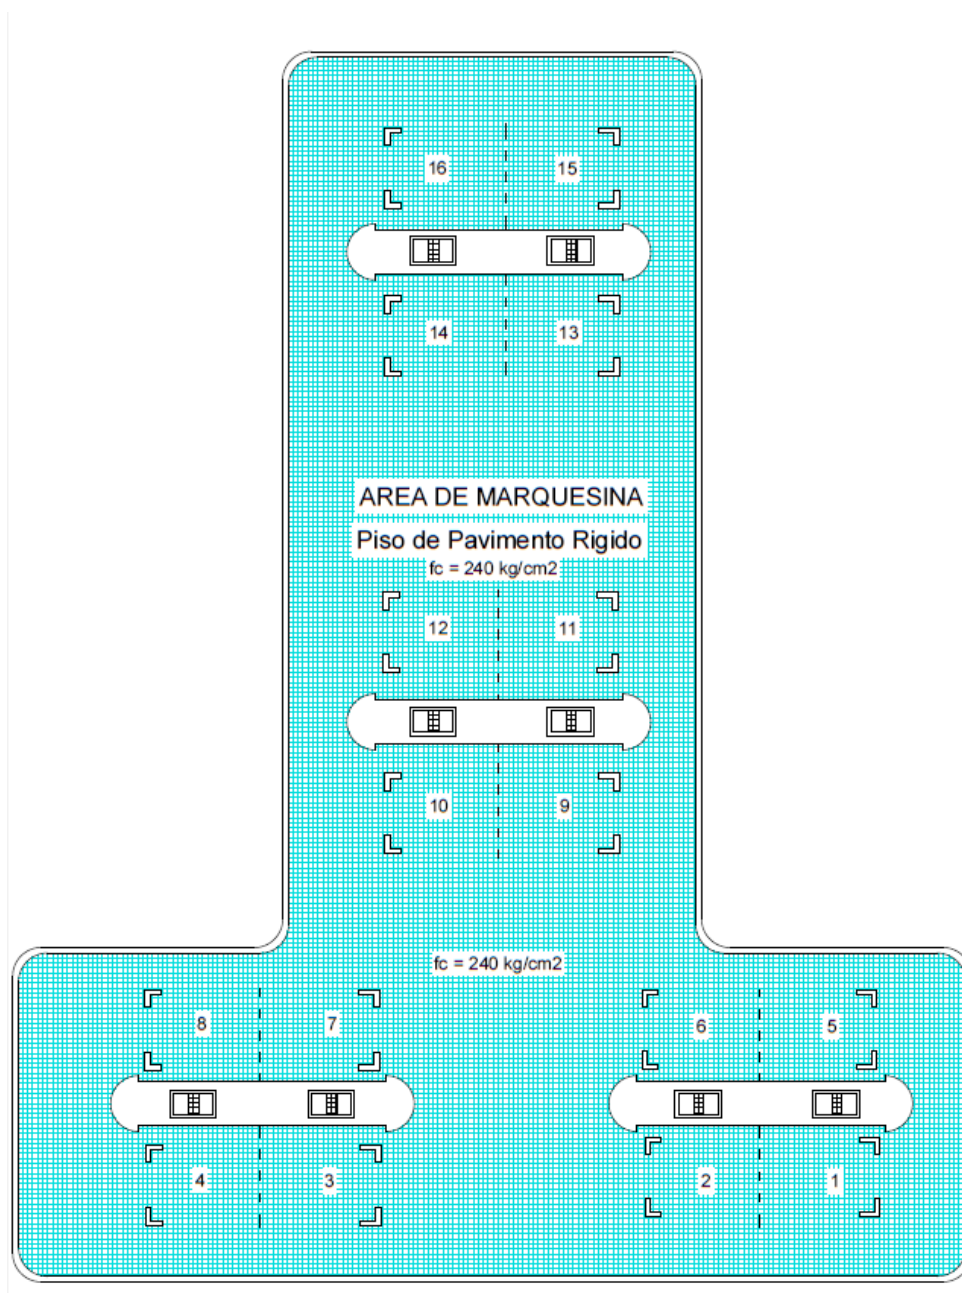 16 15
14 13
AREA DE MARQUESINA
Piso de Pavimento Rigido
fc = 240 kg/cm2
12 11
10 9
fc = 240 kg/cm2
8 7 6 5
4 3 2 1